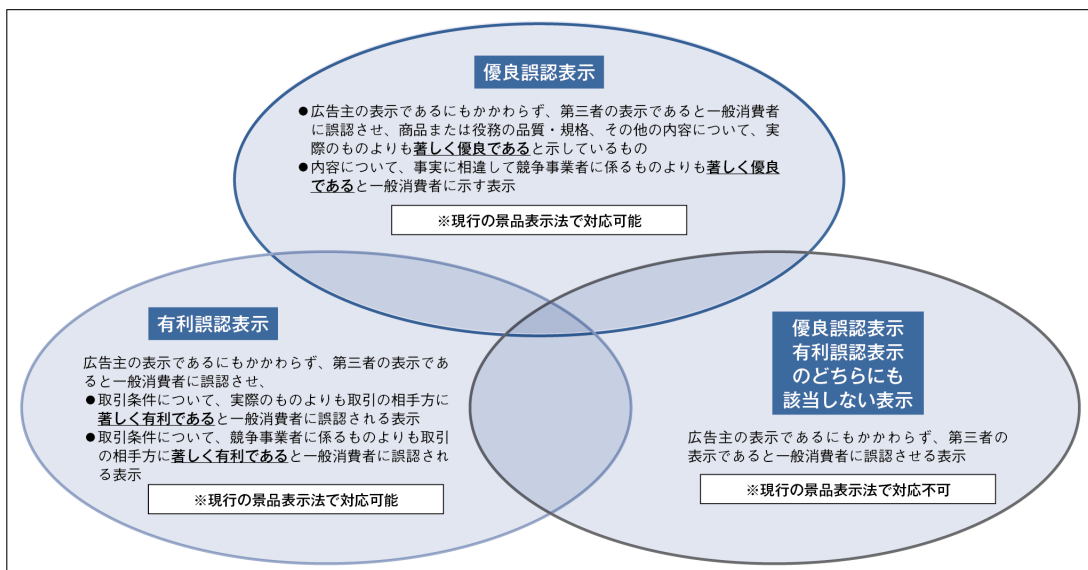 優良誤認表示
●広告主の表示であるにもかかわらず、第三者の表示であると一般消費者
に誤認させ、商品または役務の品質・規格、その他の内容について、実
際のものよりも著しく優良であると示しているもの
●内容について、事実に相違して競争事業者に係るものよりも著しく優良
であると一般消費者に示す表示
※現行の景品表示法で対応可能
有利誤認表示
広告主の表示であるにもかかわらず、第三者の表示であ
ると一般消費者に誤認させ、
●取引条件について、実際のものよりも取引の相手方に
著しく有利であると一般消費者に誤認される表示
●取引条件について、競争事業者に係るものよりも取引
の相手方に著しく有利であると一般消費者に誤認され
る表示
※現行の景品表示法で対応可能
優良誤認表示
有利誤認表示
のどちらにも
該当しない表示
広告主の表示であるにもかかわらず、第三者の
表示であると一般消費者に誤認させる表示
※現行の景品表示法で対応不可